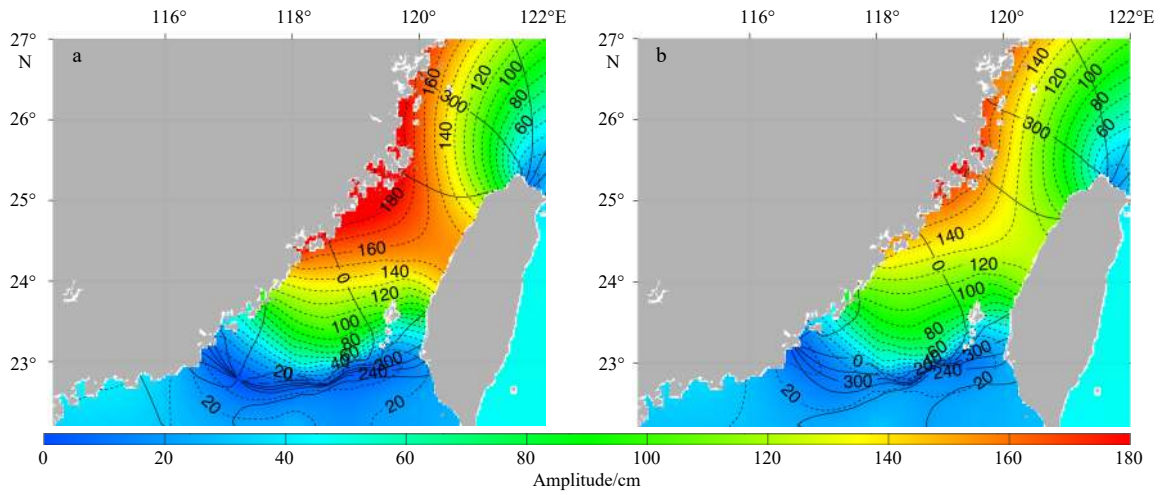 116° 118° 120° 122°E 116° 118° 120° 122°E
27° N a 160 120 100 80 60 300 140 27° N b 140 120 100 80 60 300
26° 26°
25° 180 25°
24° 160 0 140 120 24° 140 0 120 100
23° 100 80 60 40 20 300 240 20 20 23° 80 60 40 20 0 300 300 240 20 20
0 20 40 60 80 100 120 140 160 180
Amplitude/cm